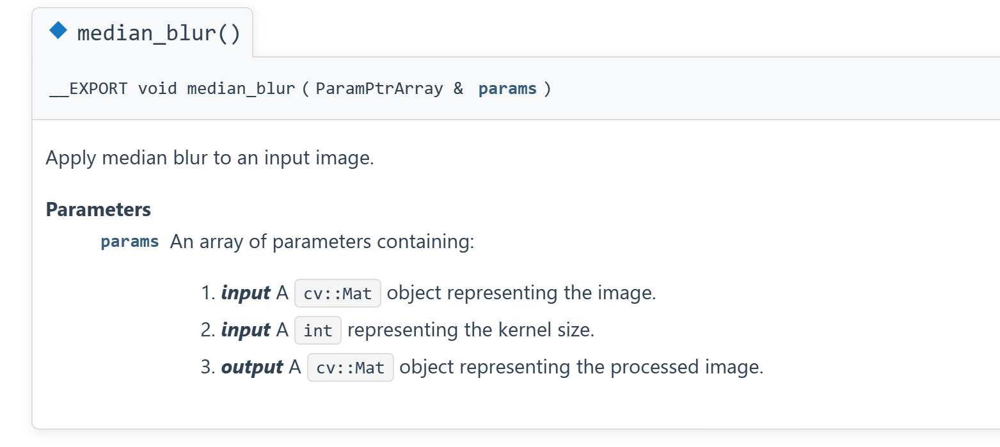 median_blur()
__EXPORT void median_blur ( ParamPtrArray & params )
Apply median blur to an input image.
Parameters
params An array of parameters containing:
1. input A cv::Mat object representing the image.
2. input A int representing the kernel size.
3. output A cv::Mat object representing the processed image.